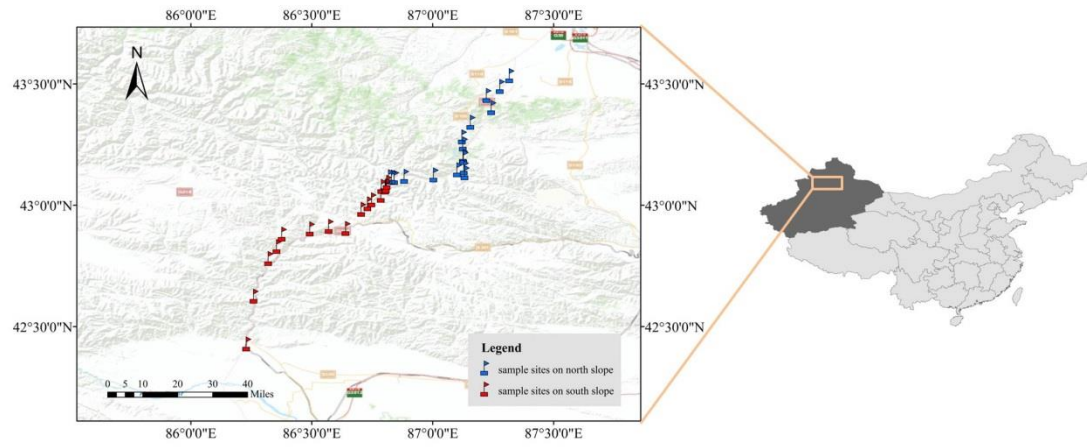 86°0'0"E 86°30'0"E 87°0'0"E 87°30'0"E
N
43°30'0"N 43°30'0"N
43°0'0"N 43°0'0"N
42°30'0"N 42°30'0"N
Legend
sample sites on north slope
sample sites on south slope
0 5 10 20 30 40
Miles
86°0'0"E 86°30'0"E 87°0'0"E 87°30'0"E